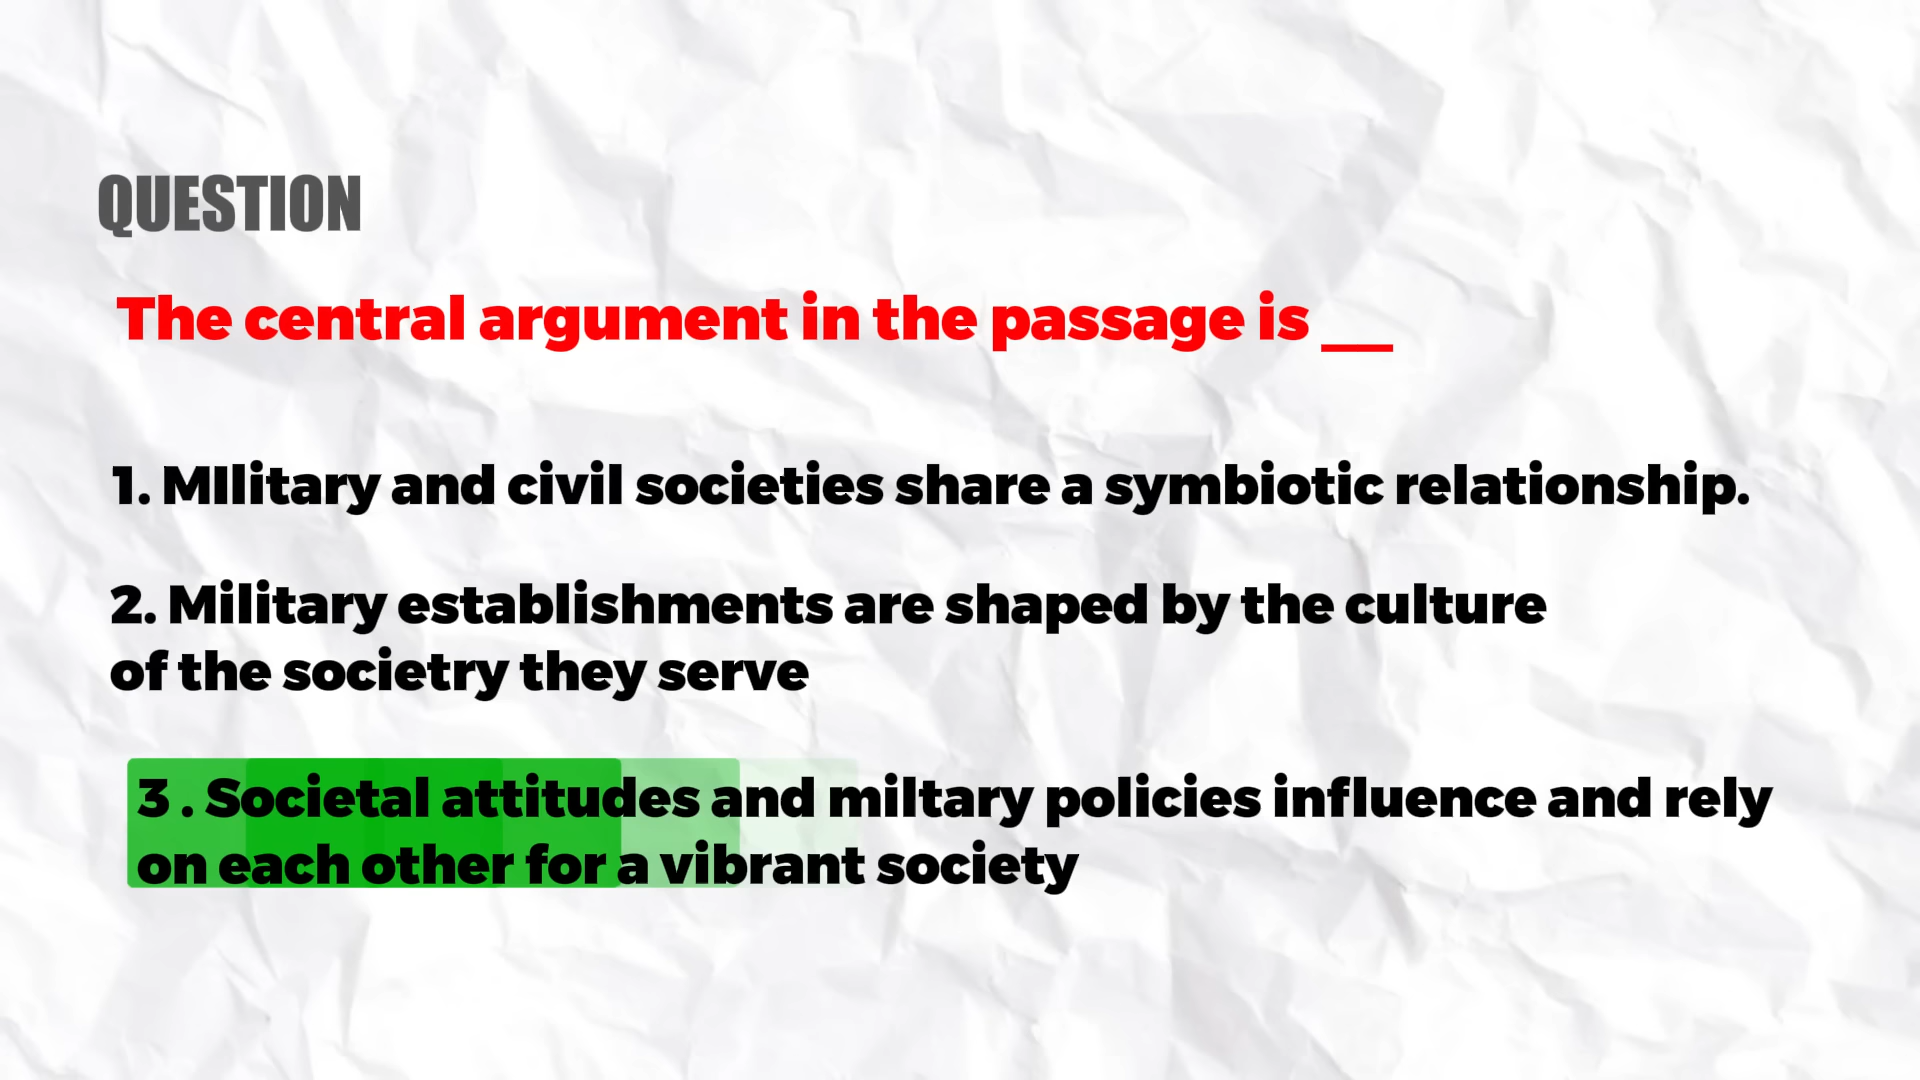 QUESTION
The central argument in the passage is ___
1. MIlitary and civil societies share a symbiotic relationship.
2. Military establishments are shaped by the culture
of the societry they serve
3 . Societal attitudes and miltary policies influence and rely
on each other for a vibrant society